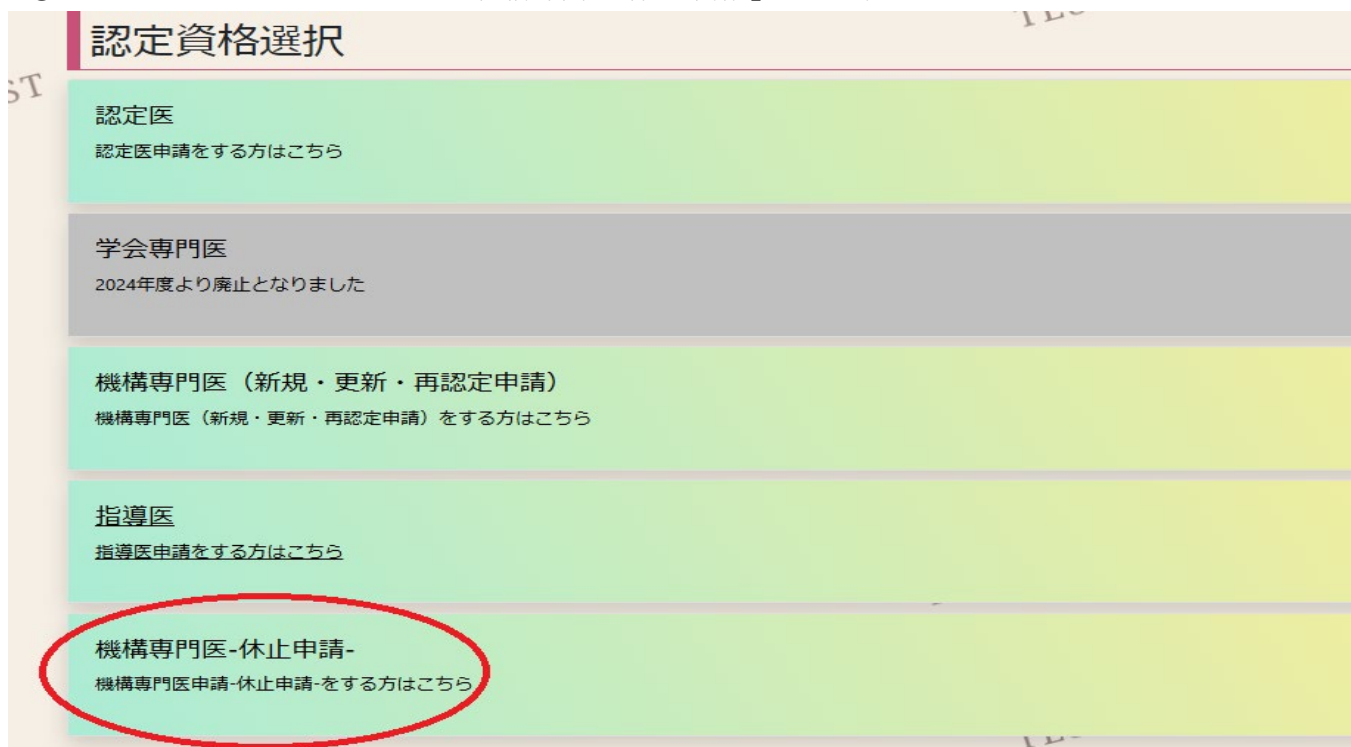 認定資格選択
認定医
認定医申請をする方はこちら
学会専門医
2024年度より廃止となりました
機構専門医（新規・更新・再認定申請）
機構専門医（新規・更新・再認定申請）をする方はこちら
指導医
指導医申請をする方はこちら
機構専門医-休止申請-
機構専門医申請-休止申請-をする方はこちら